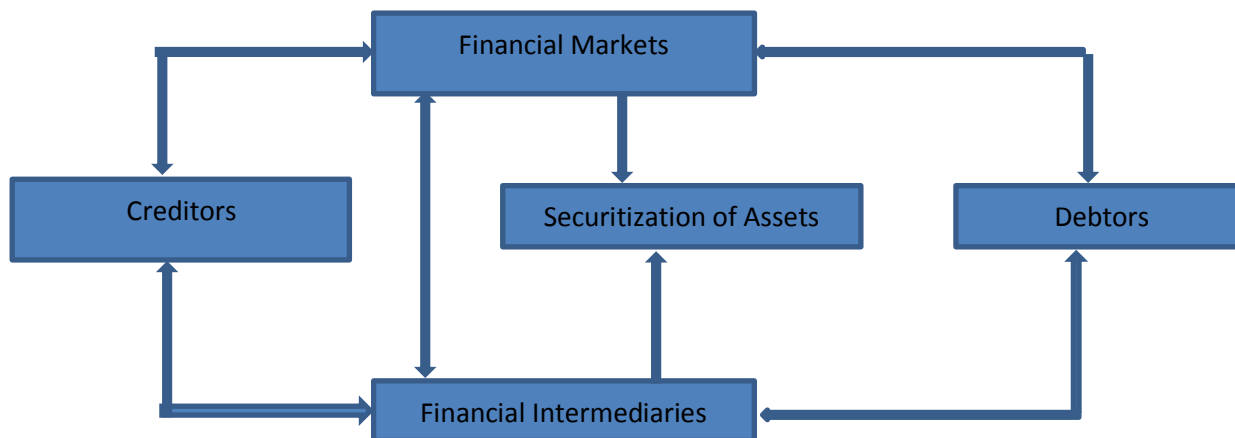 Financial Markets
Creditors
Securitization of Assets
Debtors
Financial Intermediaries